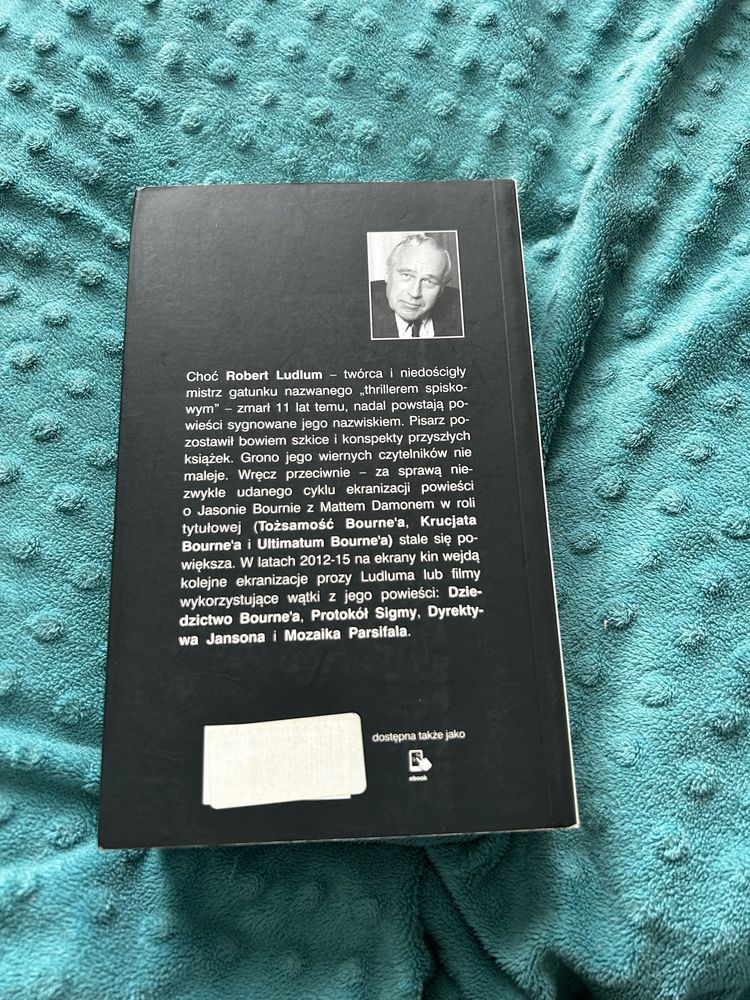 Choć Robert Ludlum – twórca i niedościgły
mistrz gatunku nazwanego „thrillerem spisko-
wym” – zmarł 11 lat temu, nadal powstają po-
wieści sygnowane jego nazwiskiem. Pisarz po-
zostawił bowiem szkice i konspekty przyszłych
książek. Grono jego wiernych czytelników nie
maleje. Wręcz przeciwnie – za sprawą nie-
zwykle udanego cyklu ekranizacji powieści
o Jasonie Bournie z Mattem Damonem w roli
tytułowej (Tożsamość Bourne'a, Krucjata
Bourne'a i Ultimatum Bourne'a) stale się po-
większa. W latach 2012-15 na ekrany kin wejdą
kolejne ekranizacje prozy Ludluma lub filmy
wykorzystujące wątki z jego powieści: Dzie-
dzictwo Bourne'a, Protokół Sigmy, Dyrekty-
wa Jansona i Mozaika Parsifala.
dostępna także jako
ebook